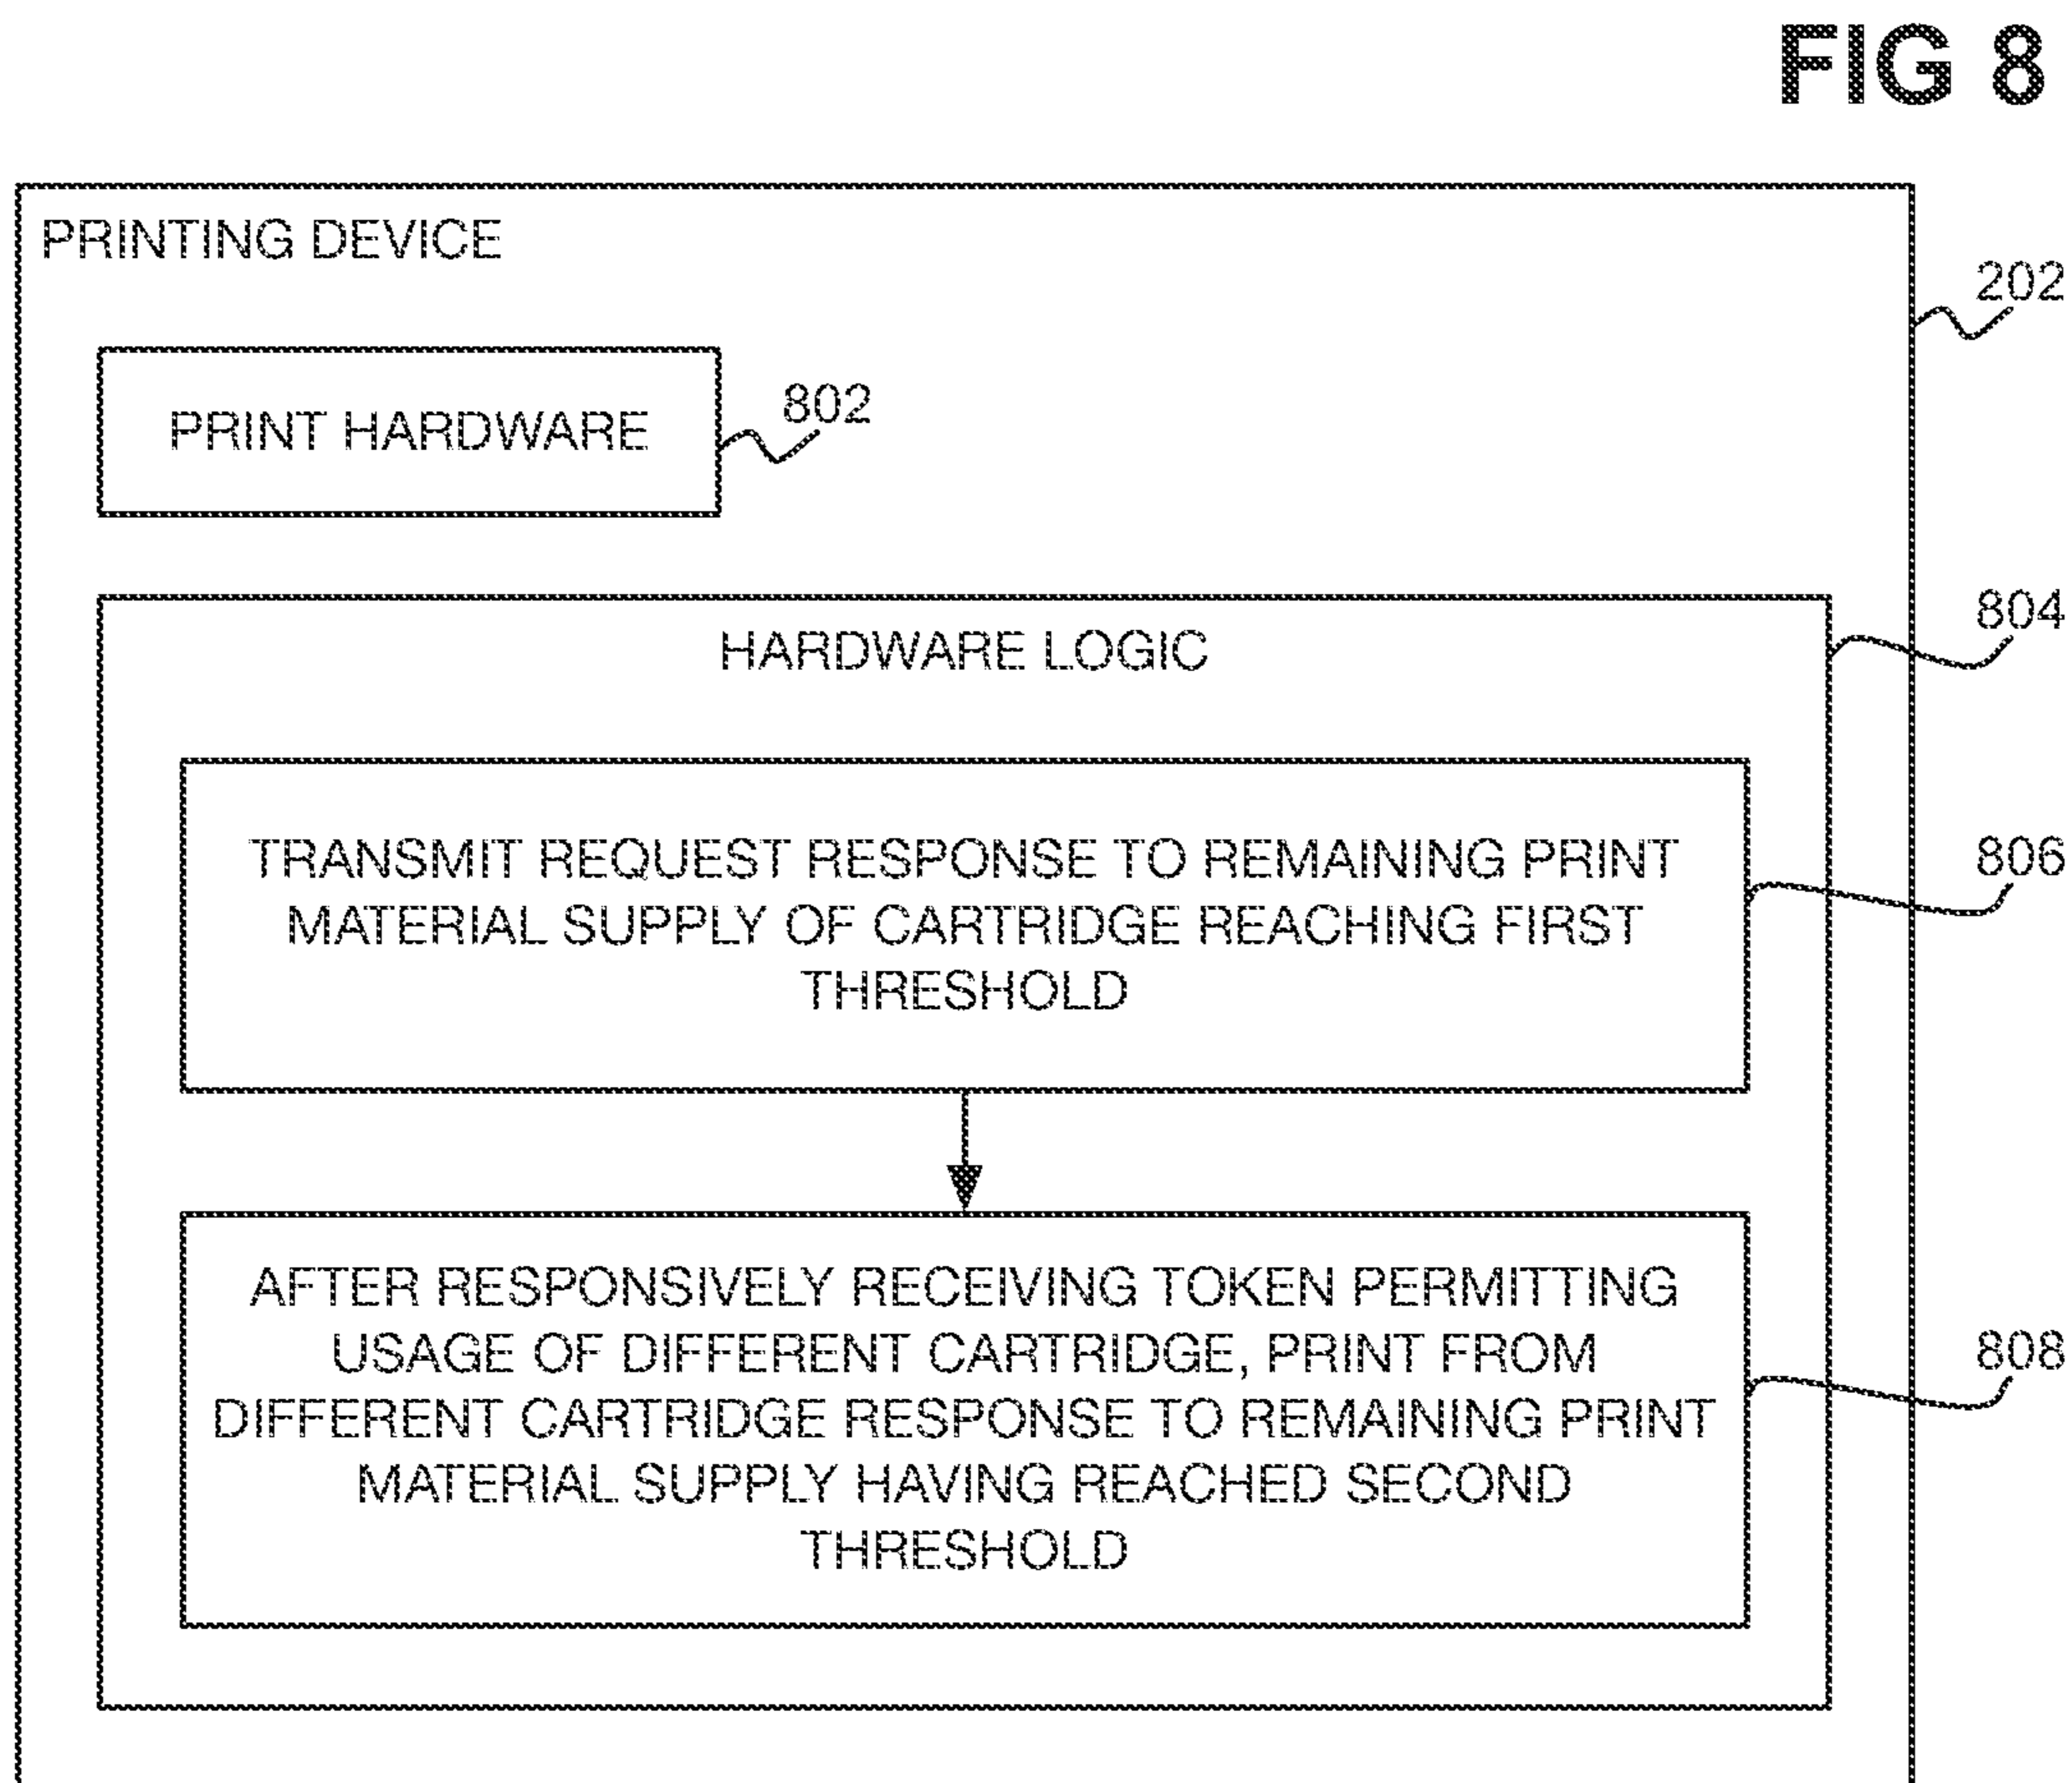 FIG 8
PRINTING DEVICE
202
PRINT HARDWARE
802
HARDWARE LOGIC
804
TRANSMIT REQUEST RESPONSE TO REMAINING PRINT
MATERIAL SUPPLY OF CARTRIDGE REACHING FIRST
THRESHOLD
806
AFTER RESPONSIVELY RECEIVING TOKEN PERMITTING
USAGE OF DIFFERENT CARTRIDGE, PRINT FROM
DIFFERENT CARTRIDGE RESPONSE TO REMAINING PRINT
MATERIAL SUPPLY HAVING REACHED SECOND
THRESHOLD
808